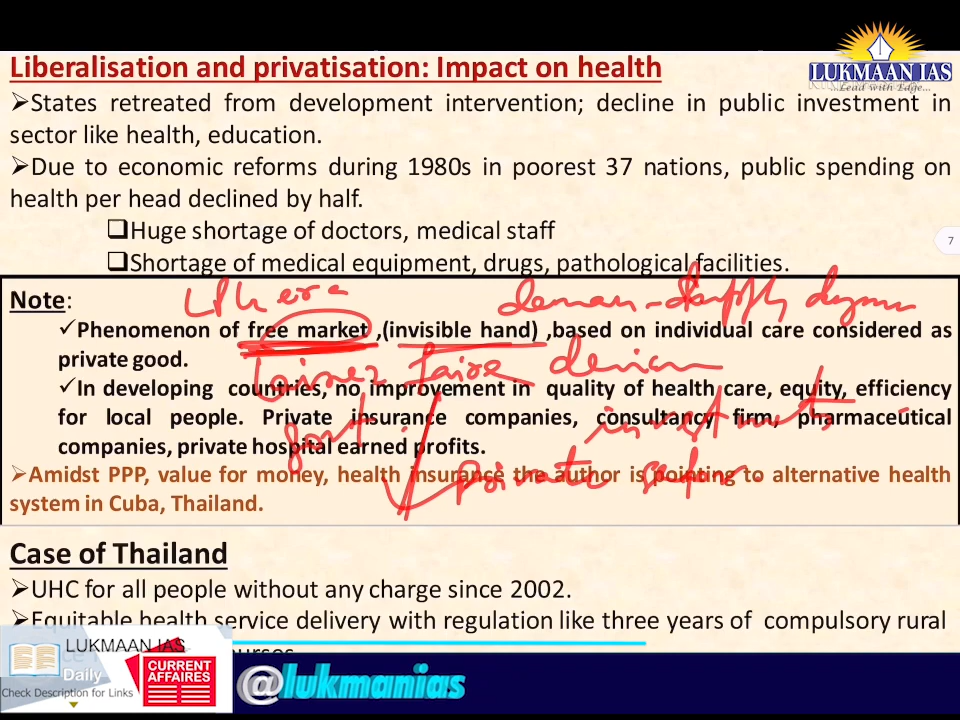 Liberalisation and privatisation: Impact on health
LUKMAAN IAS
...Lead with Edge...
➢States retreated from development intervention; decline in public investment in
sector like health, education.
➢Due to economic reforms during 1980s in poorest 37 nations, public spending on
health per head declined by half.
❑Huge shortage of doctors, medical staff
7
❑Shortage of medical equipment, drugs, pathological facilities.
LPG era
demand-supply
Note:
✓Phenomenon of free market ,(invisible hand) ,based on individual care considered as
private good.
faire
✓In developing countries, no improvement in quality of health care, equity, efficiency
for local people. Private insurance companies, consultancy firm, pharmaceutical
companies, private hospital earned profits.
govt. investment
private sector
➢Amidst PPP, value for money, health insurance the author is pointing to alternative health
system in Cuba, Thailand.
Case of Thailand
➢UHC for all people without any charge since 2002.
➢Equitable health service delivery with regulation like three years of compulsory rural
LUKMAAN IAS
Daily
Check Description for Links
CURRENT
AFFAIRES
@lukmanias